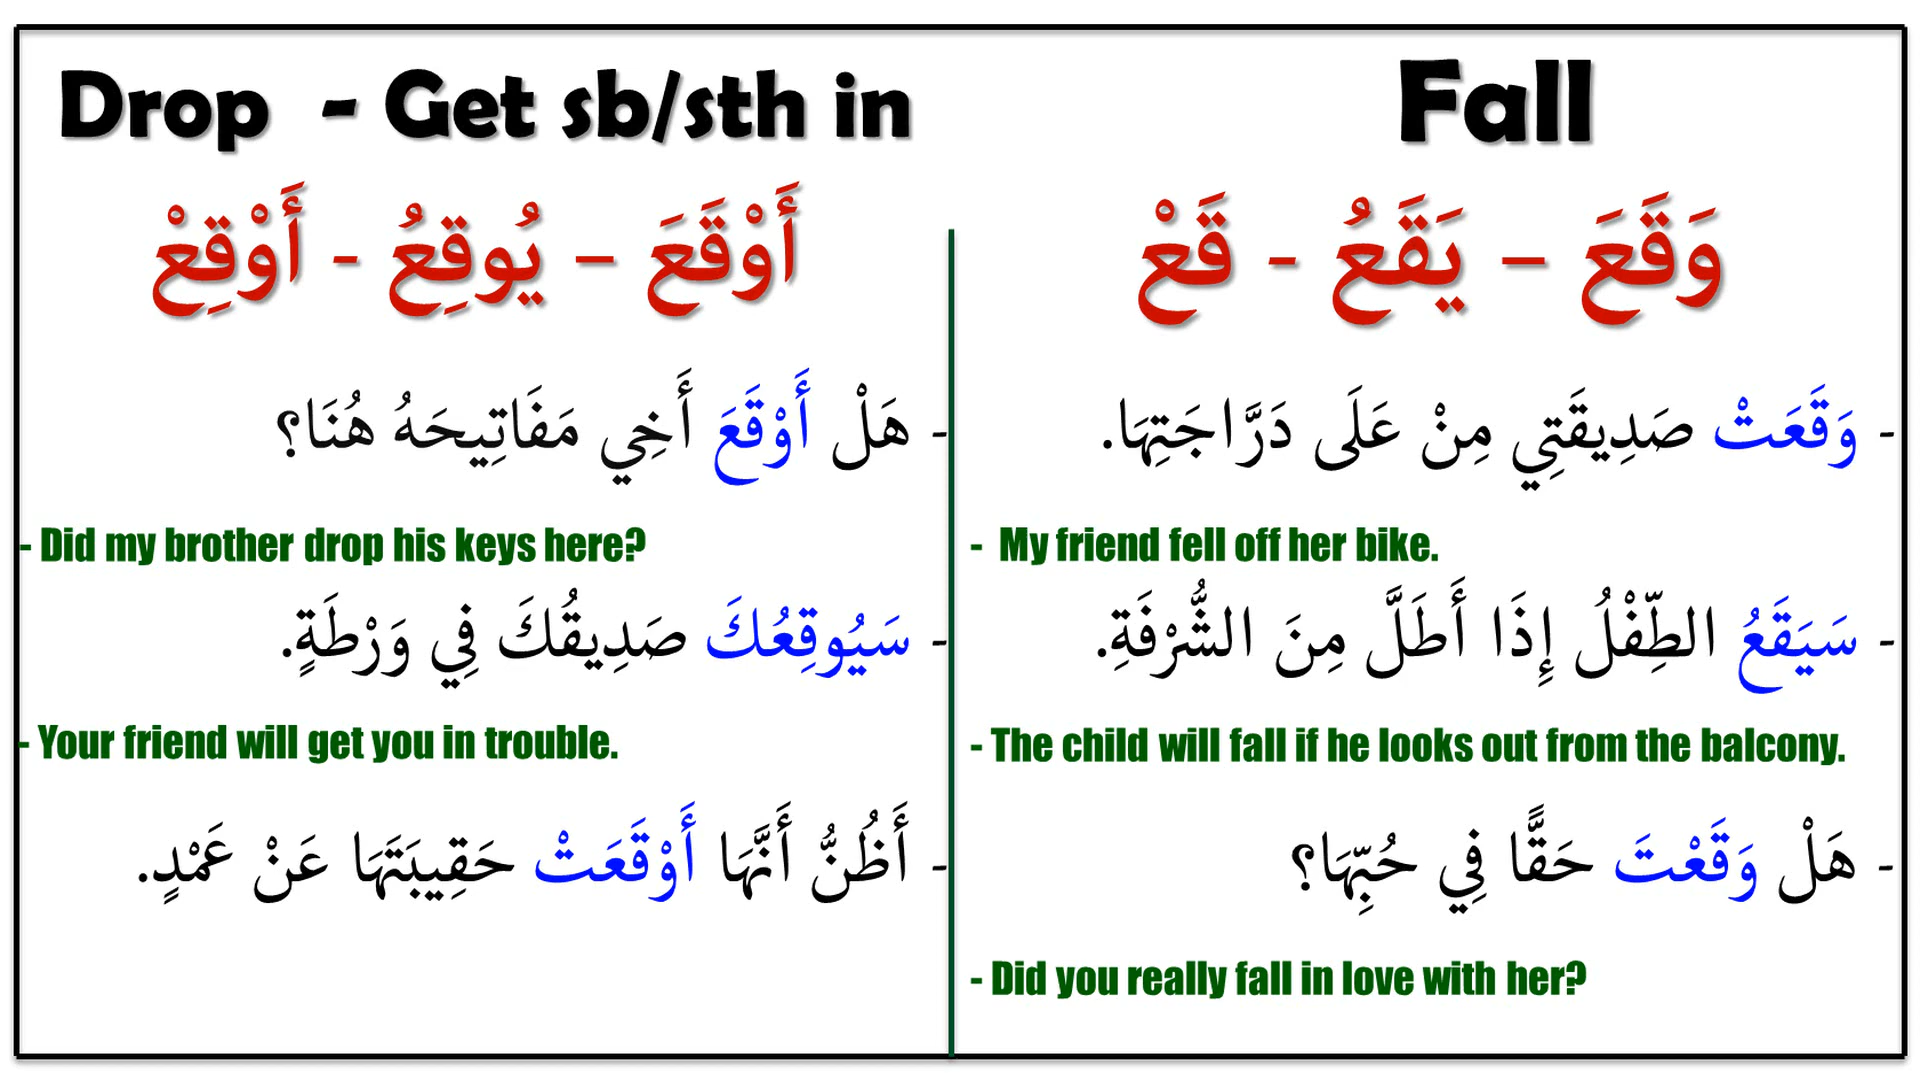 Drop - Get sb/sth in
أَوْقَعَ – يُوقِعُ - أَوْقِعْ
- هَلْ أَوْقَعَ أَخِي مَفَاتِيحَهُ هُنَا؟
- Did my brother drop his keys here?
- سَيُوقِعُكَ صَدِيقُكَ فِي وَرْطَةٍ.
- Your friend will get you in trouble.
- أَظُنُّ أَنَّهَا أَوْقَعَتْ حَقِيبَتَهَا عَنْ عَمْدٍ.
Fall
وَقَعَ – يَقَعُ - قَعْ
- وَقَعَتْ صَدِيقَتِي مِنْ عَلَى دَرَّاجَتِهَا.
- My friend fell off her bike.
- سَيَقَعُ الطِّفْلُ إِذَا أَطَلَّ مِنَ الشُّرْفَةِ.
- The child will fall if he looks out from the balcony.
- هَلْ وَقَعْتَ حَقًّا فِي حُبِّهَا؟
- Did you really fall in love with her?